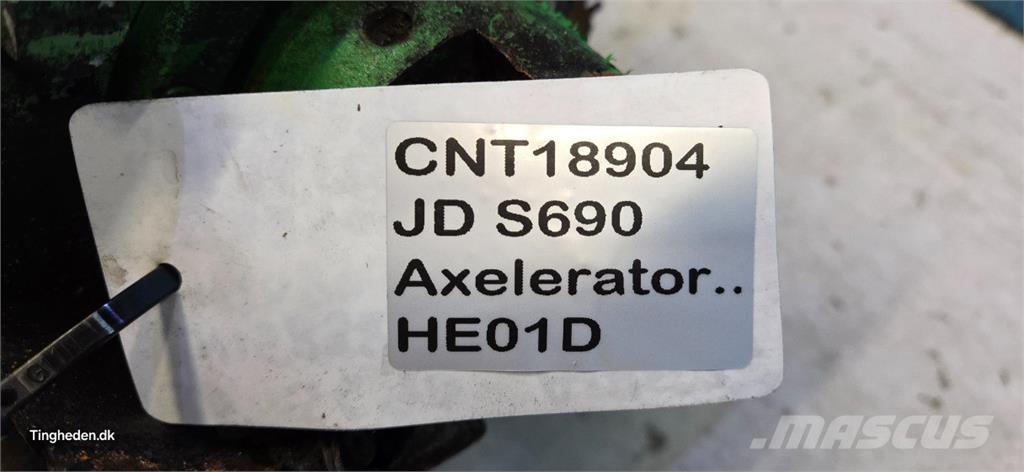 CNT18904
JD S690
Axelerator..
HE01D
Tingheden.dk
MASCUS